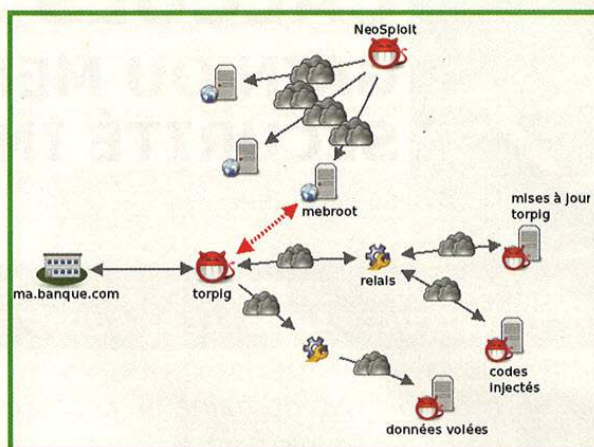 NeoSploit
mebroot
mises à jour
torpig
ma.banque.com
torpig
relais
codes
injectés
données volées